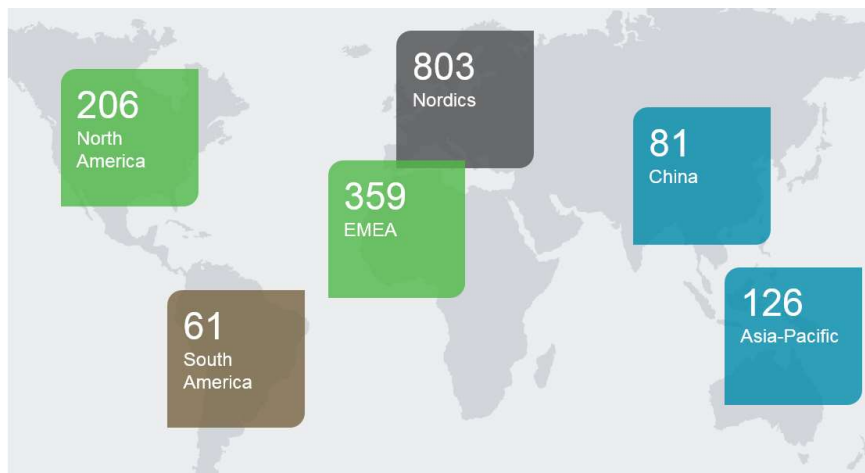 206
North
America
803
Nordics
359
EMEA
81
China
61
South
America
126
Asia-Pacific